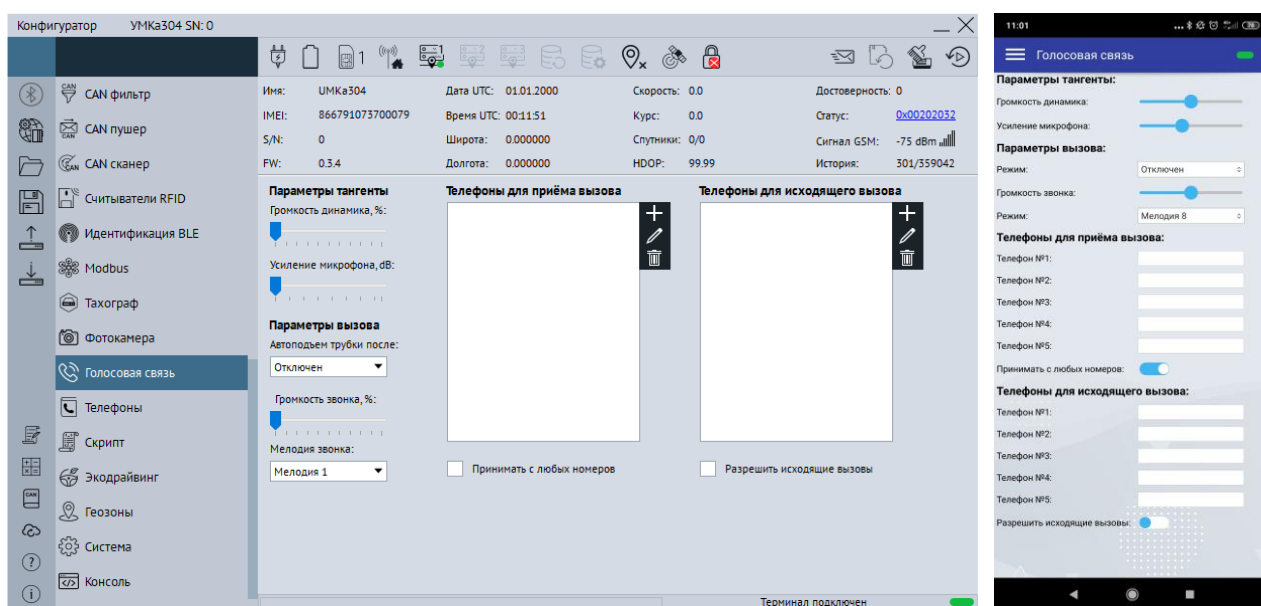 Конфигуратор УМКа304 SN: 0
1
1
2
3
x
CAN фильтр
CAN пушер
CAN сканер
Считыватели RFID
Идентификация BLE
Modbus
Тахограф
Фотокамера
Голосовая связь
Телефоны
Скрипт
Экодрайвинг
Геозоны
Система
Консоль
Имя: УМКа304 Дата UTC: 01.01.2000 Скорость: 0.0 Достоверность: 0
IMEI: 866791073700079 Время UTC: 00:11:51 Курс: 0.0 Статус: 0x00202032
S/N: 0 Широта: 0.000000 Спутники: 0/0 Сигнал GSM: -75 dBm
FW: 0.3.4 Долгота: 0.000000 HDOP: 99.99 История: 301/359042
Параметры тангенты
Громкость динамика, %:
Усиление микрофона, dB:
Параметры вызова
Автоподъем трубки после:
Отключен
Громкость звонка, %:
Мелодия звонка:
Мелодия 1
Телефоны для приёма вызова
Принимать с любых номеров
Телефоны для исходящего вызова
Разрешить исходящие вызовы
Терминал подключен
11:01
Голосовая связь
Параметры тангенты:
Громкость динамика:
Усиление микрофона:
Параметры вызова:
Режим: Отключен
Громкость звонка:
Режим: Мелодия 8
Телефоны для приёма вызова:
Телефон №1:
Телефон №2:
Телефон №3:
Телефон №4:
Телефон №5:
Принимать с любых номеров:
Телефоны для исходящего вызова:
Телефон №1:
Телефон №2:
Телефон №3:
Телефон №4:
Телефон №5:
Разрешить исходящие вызовы: